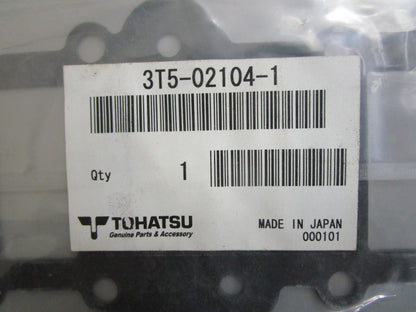 3T5-02104-1
Qty 1
TOHATSU
Genuine Parts & Accessory
MADE IN JAPAN
000101